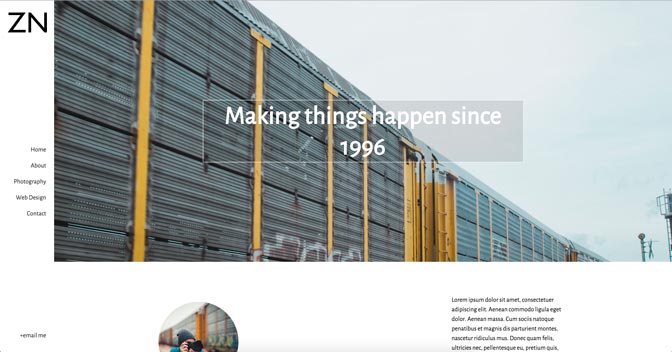 ZN
Home
About
Photography
Web Design
Contact
+email me
Making things happen since
1996
Lorem ipsum dolor sit amet, consectetuer
adipiscing elit. Aenean commodo ligula eget
dolor. Aenean massa. Cum sociis natoque
penatibus et magnis dis parturient montes,
nascetur ridiculus mus. Donec quam felis,
ultricies nec, pellentesque eu, pretium quis,